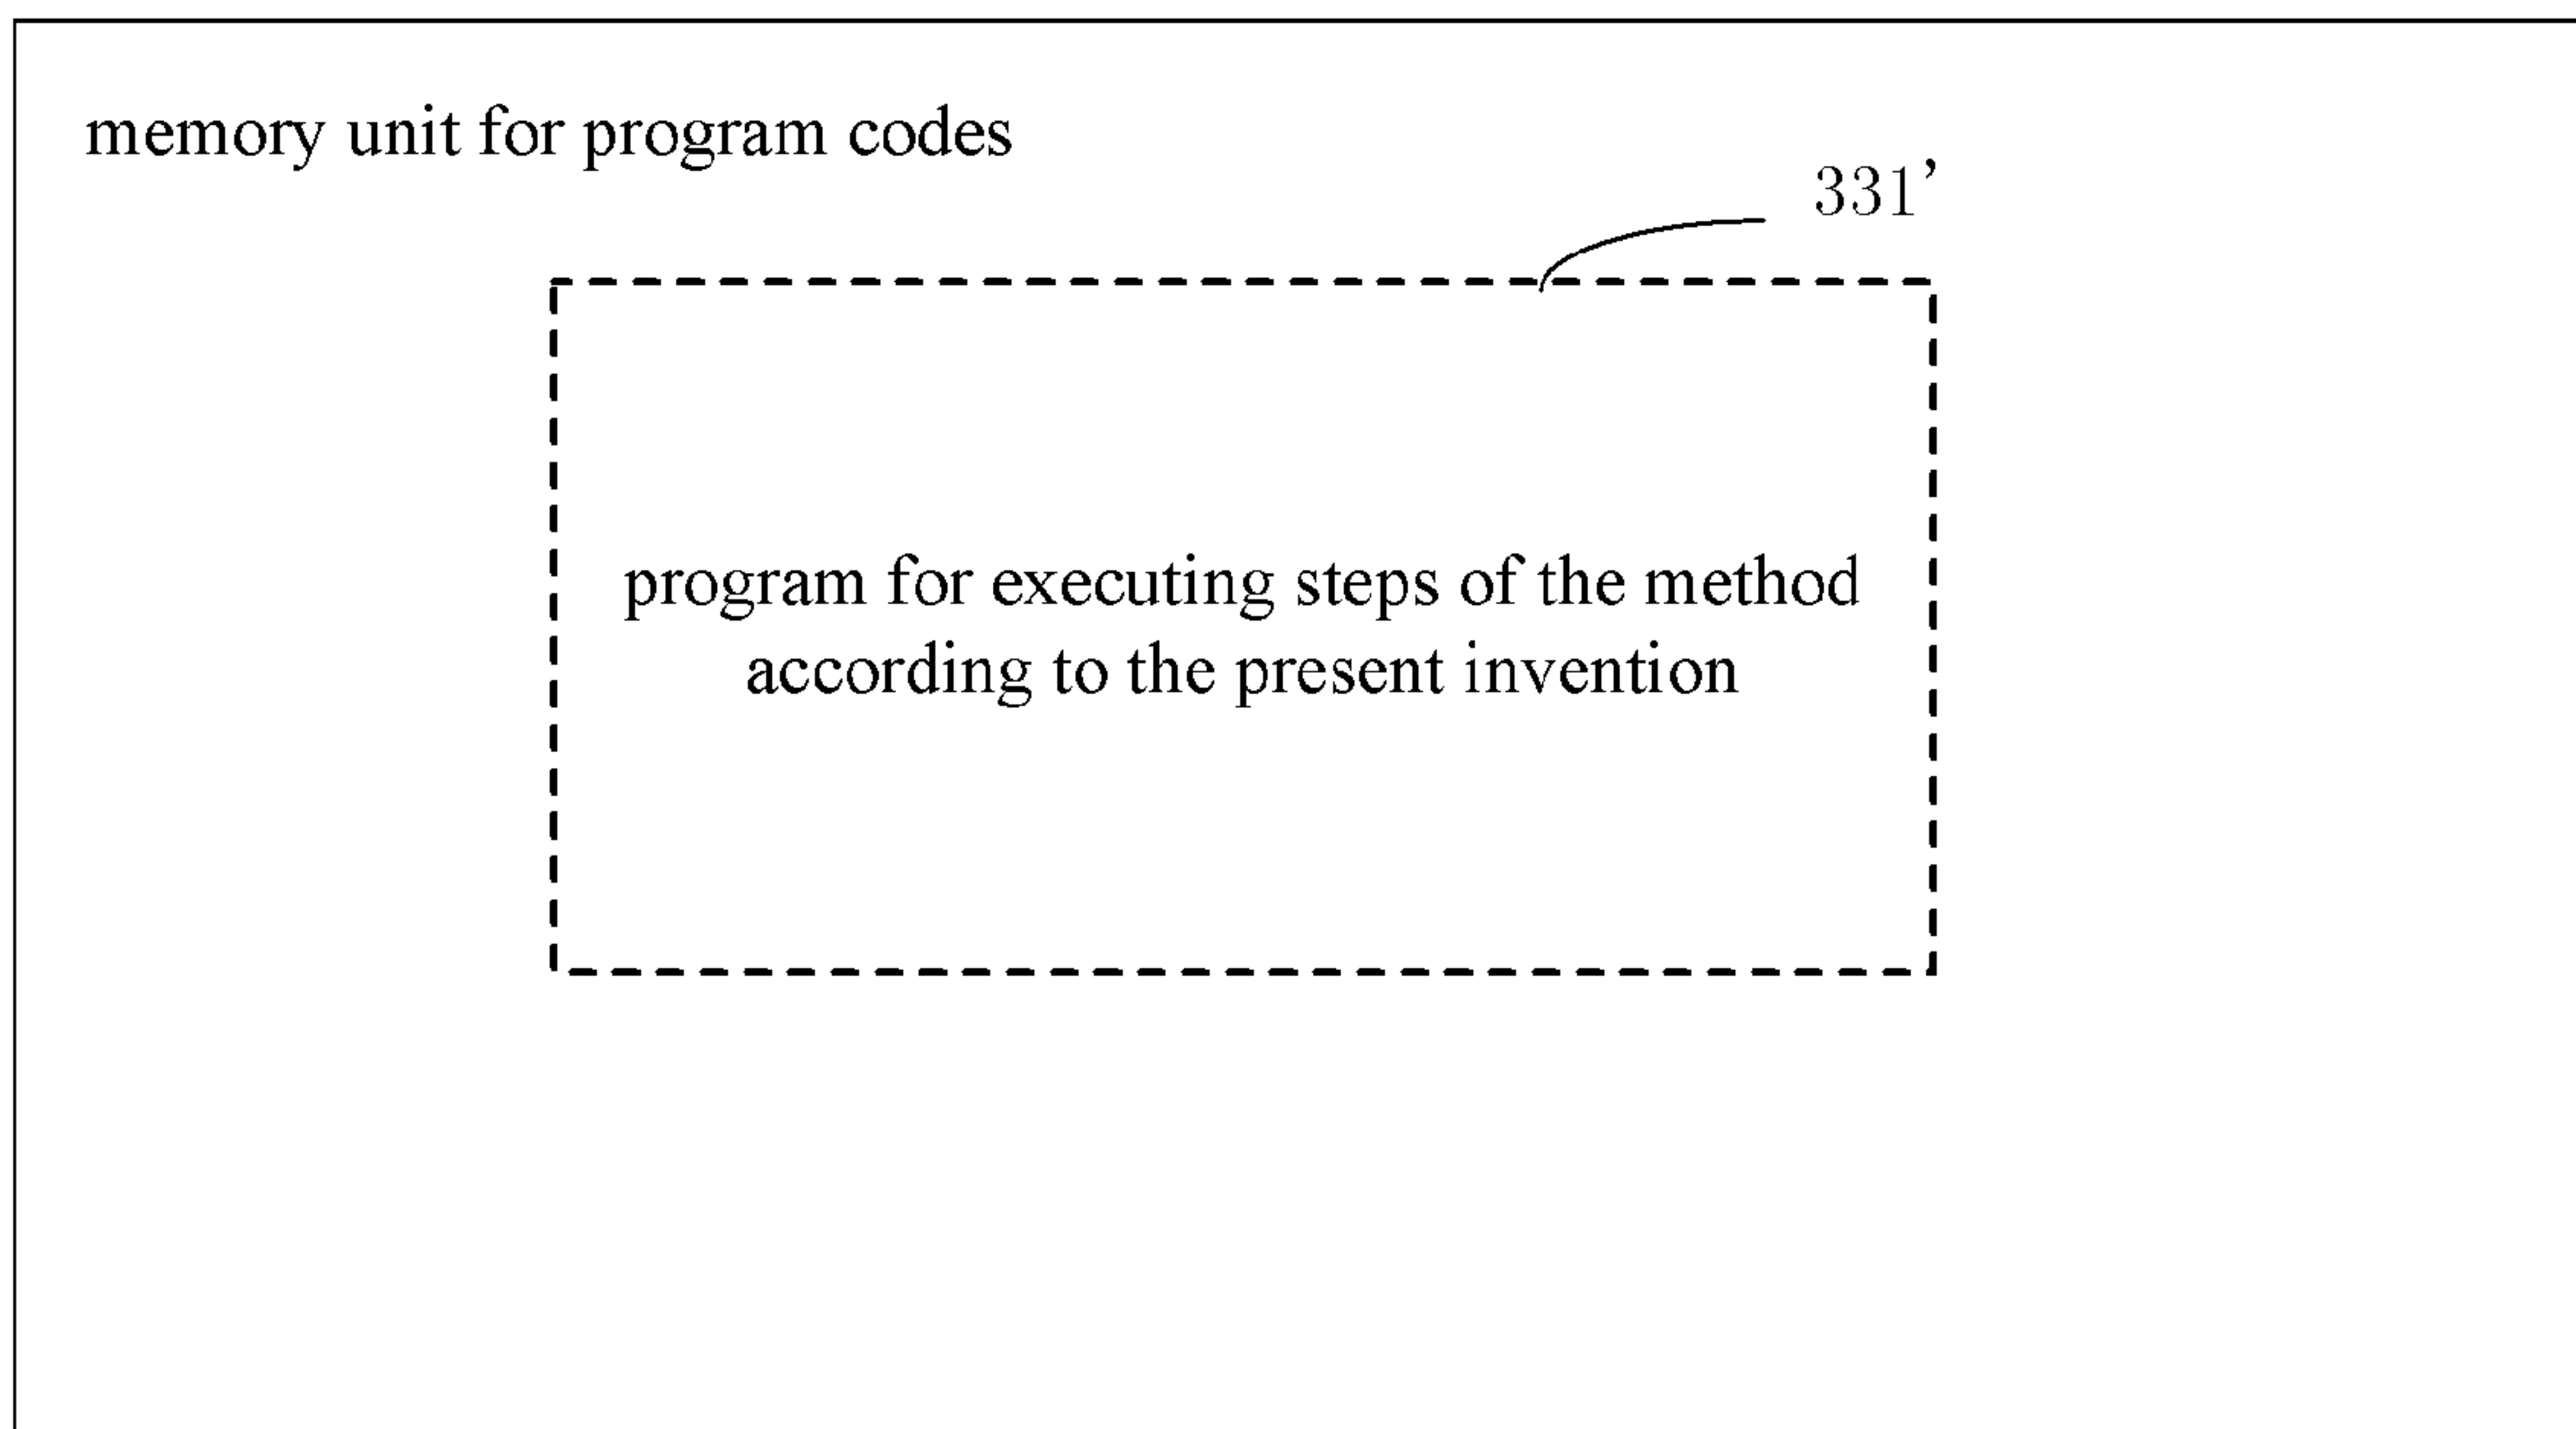 memory unit for program codes
331’
program for executing steps of the method
according to the present invention